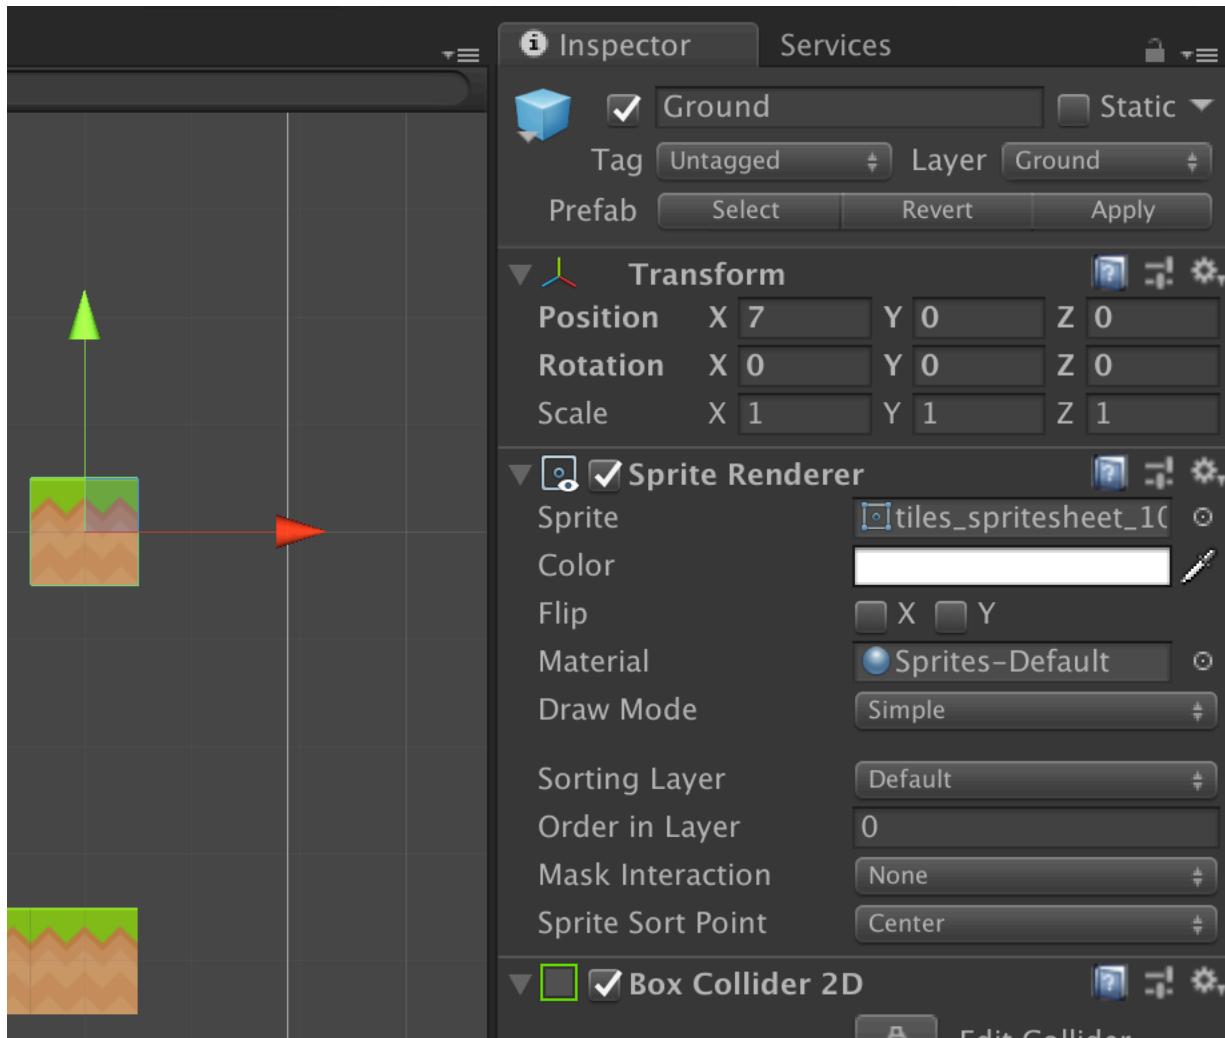 Inspector Services
Ground Static
Tag Untagged Layer Ground
Prefab Select Revert Apply
Transform
Position X 7 Y 0 Z 0
Rotation X 0 Y 0 Z 0
Scale X 1 Y 1 Z 1
Sprite Renderer
Sprite tiles_spritesheet_1(
Color
Flip X Y
Material Sprites-Default
Draw Mode Simple
Sorting Layer Default
Order in Layer 0
Mask Interaction None
Sprite Sort Point Center
Box Collider 2D
Edit Collider